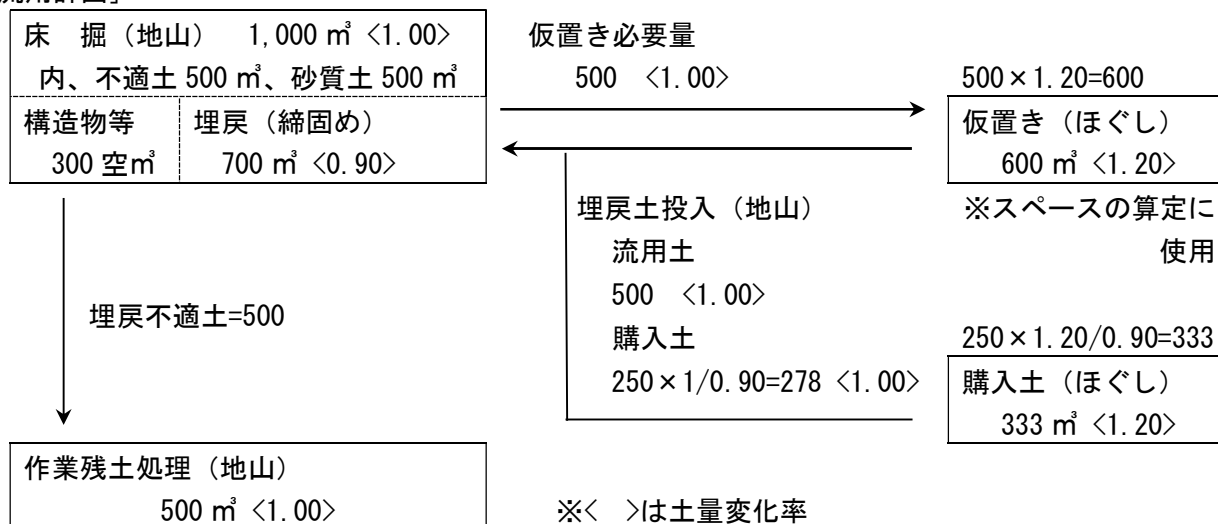 床 掘（地山） 1,000 ㎥ <1.00>
内、不適土 500 ㎥、砂質土 500 ㎥
構造物等
300 空㎥
埋戻（締固め）
700 ㎥ <0.90>
仮置き必要量
500 <1.00>
500×1.20=600
仮置き（ほぐし）
600 ㎥ <1.20>
※スペースの算定に
使用
埋戻土投入（地山）
流用土
500 <1.00>
購入土
250×1/0.90=278 <1.00>
250×1.20/0.90=333
購入土（ほぐし）
333 ㎥ <1.20>
埋戻不適土=500
作業残土処理（地山）
500 ㎥ <1.00>
※< >は土量変化率